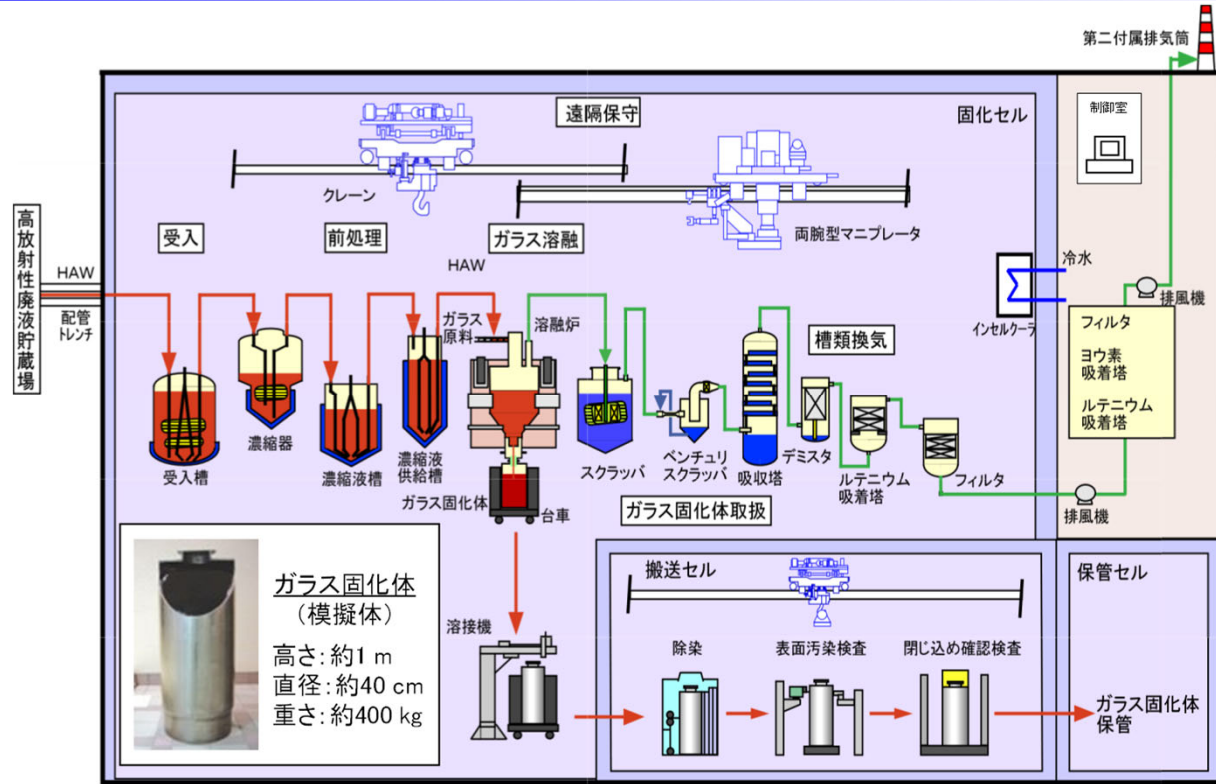 第二付属排気筒
遠隔保守
固化セル
制御室
クレーン
両腕型マニプレータ
高放射性廃液貯蔵場
HAW
配管
トレンチ
受入
前処理
ガラス溶融
HAW
ガラス
原料
溶融炉
槽類換気
冷水
インセルクーラ
排風機
フィルタ
ヨウ素
吸着塔
ルテニウム
吸着塔
受入槽
濃縮器
濃縮液槽
濃縮液
供給槽
ガラス固化体
台車
スクラッバ
ベンチュリ
スクラッバ
吸収塔
デミスタ
ルテニウム
吸着塔
フィルタ
排風機
ガラス固化体取扱
ガラス固化体
（模擬体）
高さ：約1 m
直径：約40 cm
重さ：約400 kg
溶接機
搬送セル
除染
表面汚染検査
閉じ込め確認検査
保管セル
ガラス固化体
保管